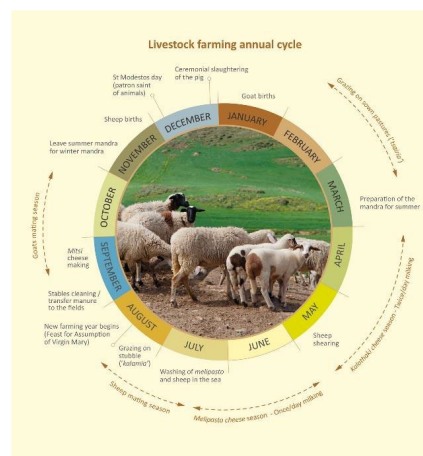 Livestock farming annual cycle
Ceremonial slaughtering
of the pig
St Modestos day
(patron saint
of animals)
Goat births
Sheep births
Grazing on sown pastures ('
DECEMBER
JANUARY
FEBRUARY
MARCH
APRIL
MAY
JUNE
JULY
AUGUST
SEPTEMBER
OCTOBER
NOVEMBER
Leave summer mandra
for winter mandra
Preparation of the
mandra for summer
Goats mating season
Mitsi
cheese
making
Stables cleaning /
transfer manure
to the fields
New farming year begins
(Feast for Assumption
of Virgin Mary)
Grazing on
stubble
('kalamia')
Sheep
shearing
Kalathaki cheese season - Twice/day milking
Washing of melipasto
and sheep in the sea
Sheep mating season
Melipasto cheese season - Once/day milking